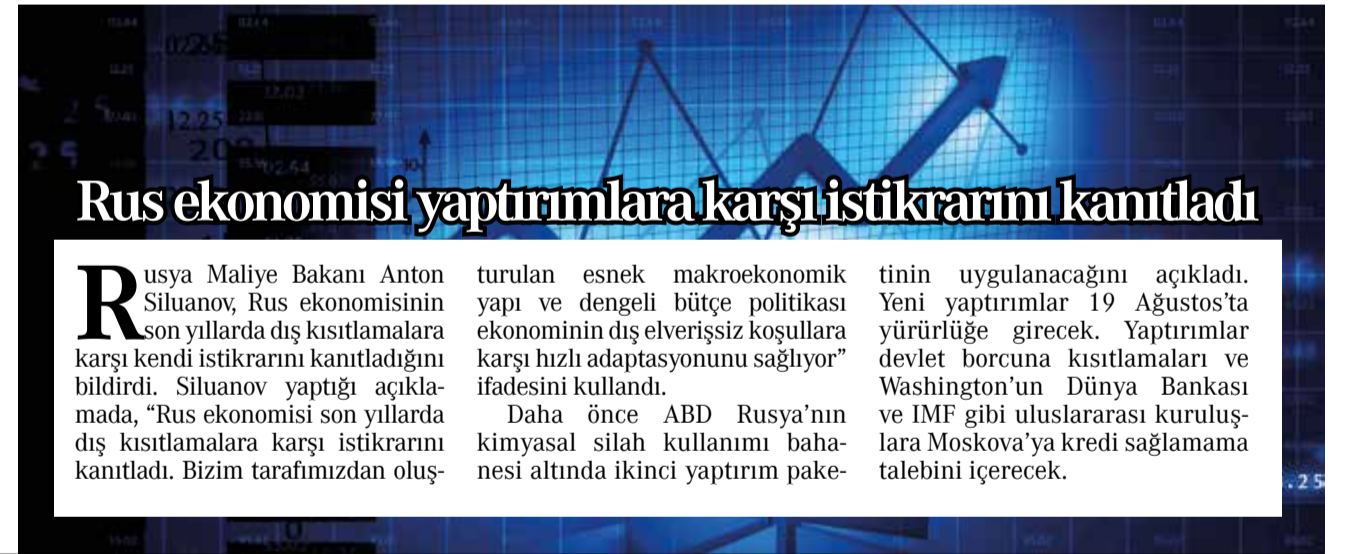 Rus ekonomisi yaptırımlara karşı istikrarını kanıtladı
Rusya Maliye Bakanı Anton
Siluanov, Rus ekonomisinin
son yıllarda dış kısıtlamalara
karşı kendi istikrarını kanıtladığını
bildirdi. Siluanov yaptığı açıkla-
mada, “Rus ekonomisi son yıllarda
dış kısıtlamalara karşı istikrarını
kanıtladı. Bizim tarafımızdan oluş-
turulan esnek makroekonomik
yapı ve dengeli bütçe politikası
ekonominin dış elverişsiz koşullara
karşı hızlı adaptasyonunu sağlıyor”
ifadesini kullandı.
Daha önce ABD Rusya’nın
kimyasal silah kullanımı baha-
nesi altında ikinci yaptırım pake-
tinin uygulanacağını açıkladı.
Yeni yaptırımlar 19 Ağustos’ta
yürürlüğe girecek. Yaptırımlar
devlet borcuna kısıtlamaları ve
Washington’un Dünya Bankası
ve IMF gibi uluslararası kuruluş-
lara Moskova’ya kredi sağlamama
talebini içerecek.